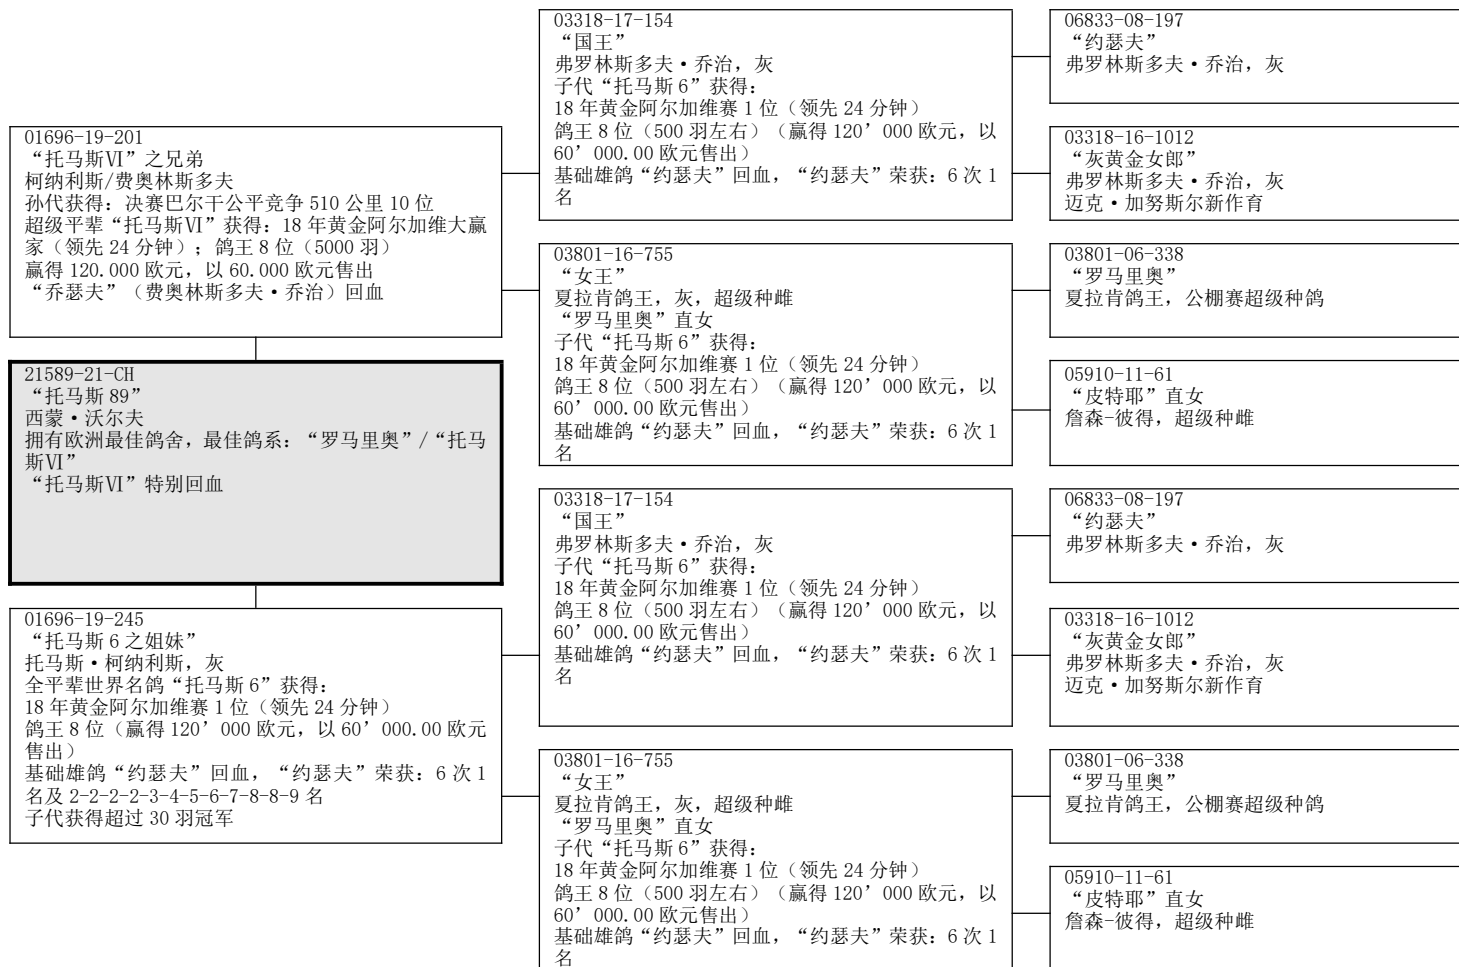 01696-19-201
“托马斯Ⅵ”之兄弟
柯纳利斯/费奥林斯多夫
孙代获得：决赛巴尔干公平竞争 510 公里 10 位
超级平辈“托马斯Ⅵ”获得：18 年黄金阿尔加维大赢
家（领先 24 分钟）；鸽王 8 位（5000 羽）
赢得 120.000 欧元，以 60.000 欧元售出
“乔瑟夫”（费奥林斯多夫•乔治）回血
21589-21-CH
“托马斯 89”
西蒙•沃尔夫
拥有欧洲最佳鸽舍，最佳鸽系：“罗马里奥”/“托马
斯Ⅵ”
“托马斯Ⅵ”特别回血
01696-19-245
“托马斯 6 之姐妹”
托马斯•柯纳利斯，灰
全平辈世界名鸽“托马斯 6”获得：
18 年黄金阿尔加维赛 1 位（领先 24 分钟）
鸽王 8 位（赢得 120’000 欧元，以 60’000.00 欧元
售出）
基础雄鸽“约瑟夫”回血，“约瑟夫”荣获：6 次 1
名及 2-2-2-2-3-4-5-6-7-8-8-9 名
子代获得超过 30 羽冠军
03318-17-154
“国王”
弗罗林斯多夫•乔治，灰
子代“托马斯 6”获得：
18 年黄金阿尔加维赛 1 位（领先 24 分钟）
鸽王 8 位（500 羽左右）（赢得 120’000 欧元，以
60’000.00 欧元售出）
基础雄鸽“约瑟夫”回血，“约瑟夫”荣获：6 次 1
名
03801-16-755
“女王”
夏拉肯鸽王，灰，超级种雌
“罗马里奥”直女
子代“托马斯 6”获得：
18 年黄金阿尔加维赛 1 位（领先 24 分钟）
鸽王 8 位（500 羽左右）（赢得 120’000 欧元，以
60’000.00 欧元售出）
基础雄鸽“约瑟夫”回血，“约瑟夫”荣获：6 次 1
名
03318-17-154
“国王”
弗罗林斯多夫•乔治，灰
子代“托马斯 6”获得：
18 年黄金阿尔加维赛 1 位（领先 24 分钟）
鸽王 8 位（500 羽左右）（赢得 120’000 欧元，以
60’000.00 欧元售出）
基础雄鸽“约瑟夫”回血，“约瑟夫”荣获：6 次 1
名
03801-16-755
“女王”
夏拉肯鸽王，灰，超级种雌
“罗马里奥”直女
子代“托马斯 6”获得：
18 年黄金阿尔加维赛 1 位（领先 24 分钟）
鸽王 8 位（500 羽左右）（赢得 120’000 欧元，以
60’000.00 欧元售出）
基础雄鸽“约瑟夫”回血，“约瑟夫”荣获：6 次 1
名
06833-08-197
“约瑟夫”
弗罗林斯多夫•乔治，灰
03318-16-1012
“灰黄金女郎”
弗罗林斯多夫•乔治，灰
迈克•加努斯尔新作育
03801-06-338
“罗马里奥”
夏拉肯鸽王，公棚赛超级种鸽
05910-11-61
“皮特耶”直女
詹森-彼得，超级种雌
06833-08-197
“约瑟夫”
弗罗林斯多夫•乔治，灰
03318-16-1012
“灰黄金女郎”
弗罗林斯多夫•乔治，灰
迈克•加努斯尔新作育
03801-06-338
“罗马里奥”
夏拉肯鸽王，公棚赛超级种鸽
05910-11-61
“皮特耶”直女
詹森-彼得，超级种雌